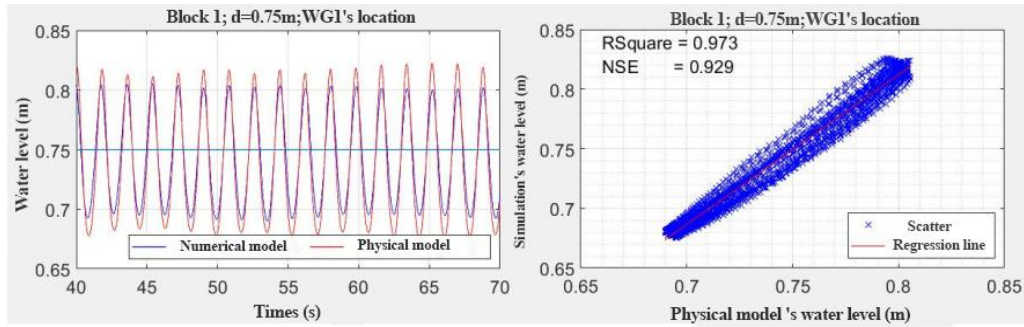 Block 1; d=0.75m;WG1's location
0.85
0.8
0.75
0.7
0.65
Water level (m)
Numerical model
Physical model
40
45
50
55
60
65
70
Times (s)
Block 1; d=0.75m;WG1's location
RSquare = 0.973
NSE = 0.929
0.85
0.8
0.75
0.7
0.65
Simulation's water level (m)
Scatter
Regression line
0.65
0.7
0.75
0.8
0.85
Physical model 's water level (m)